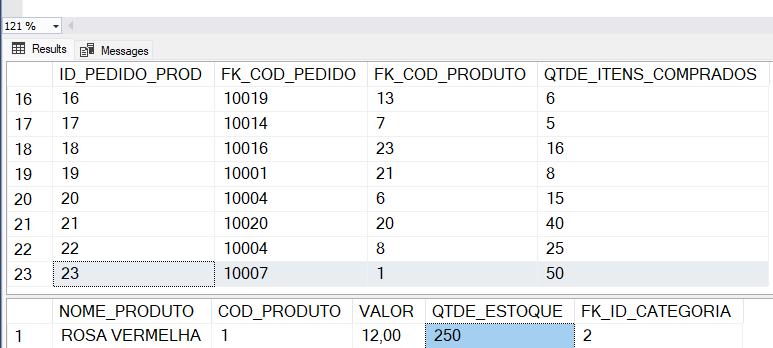 121 %
Results Messages
ID_PEDIDO_PROD FK_COD_PEDIDO FK_COD_PRODUTO QTDE_ITENS_COMPRADOS
16 16 10019 13 6
17 17 10014 7 5
18 18 10016 23 16
19 19 10001 21 8
20 20 10004 6 15
21 21 10020 20 40
22 22 10004 8 25
23 23 10007 1 50
NOME_PRODUTO COD_PRODUTO VALOR QTDE_ESTOQUE FK_ID_CATEGORIA
1 ROSA VERMELHA 1 12,00 250 2